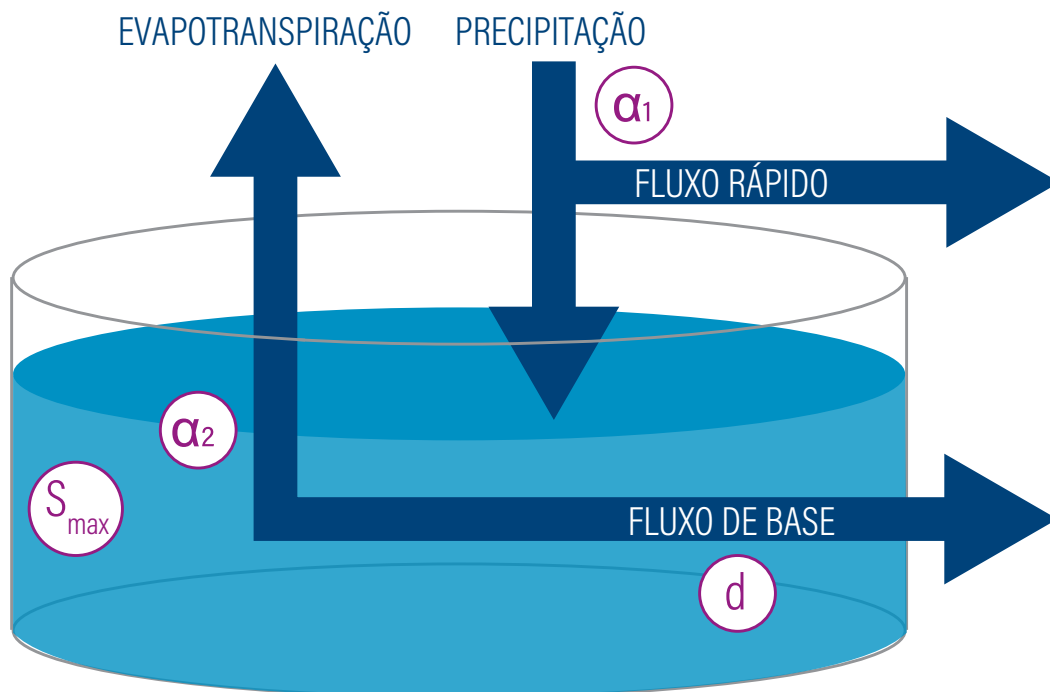 EVAPOTRANSPIRAÇÃO PRECIPITAÇÃO
α1
FLUXO RÁPIDO
α2
Smax
FLUXO DE BASE
d